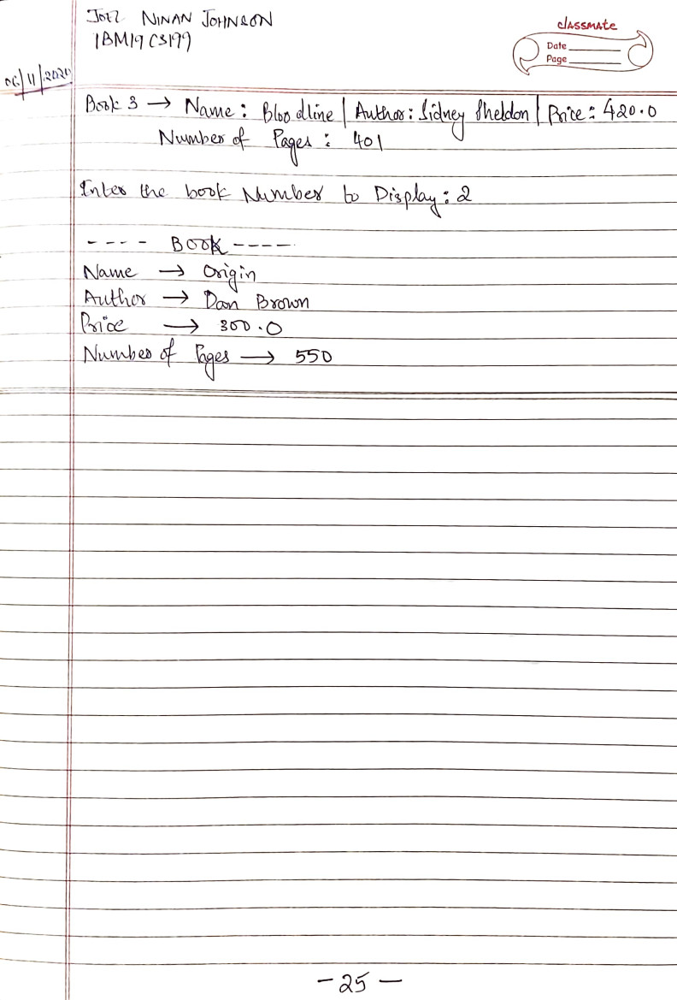 JOEL NINAN JOHNSON
1BM19CS199
classmate
Date
Page
06/11/2020
Book 3 → Name: Bloodline | Author: Sidney Sheldon | Price: 420.0
Number of Pages: 401
Enter the book Number to Display: 2
---- BOOK ----
Name → Origin
Author → Dan Brown
Price → 300.0
Number of Pages → 550
-25-